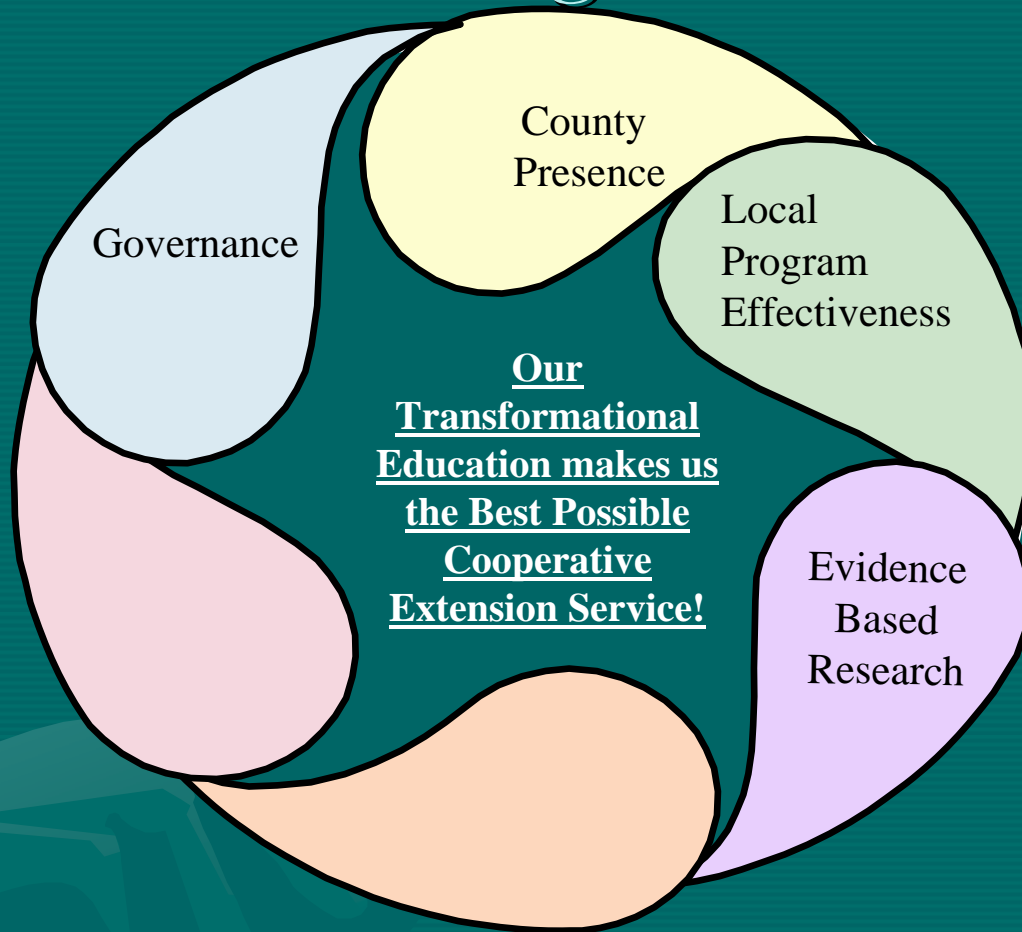 County
Presence
Local
Program
Effectiveness
Governance
Our
Transformational
Education makes us
the Best Possible
Cooperative
Extension Service!
Evidence
Based
Research